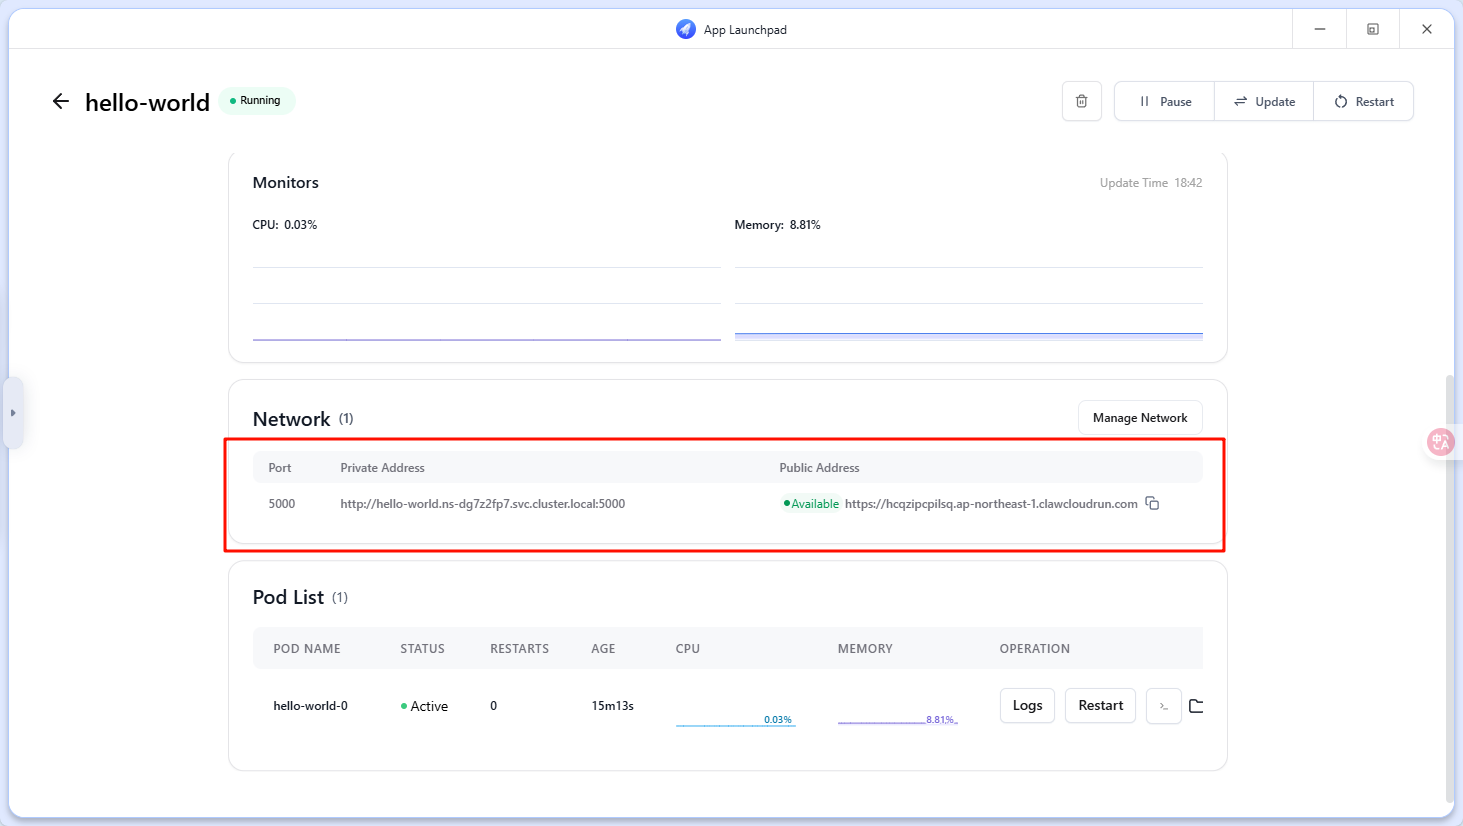 App Launchpad
hello-world
Running
Pause
Update
Restart
Monitors
Update Time 18:42
CPU: 0.03%
Memory: 8.81%
Network (1)
Manage Network
Port Private Address Public Address
5000 http://hello-world.ns-dg7z2fp7.svc.cluster.local:5000 Available https://hcqzipcpilsq.ap-northeast-1.clawcloudrun.com
中
A
Pod List (1)
POD NAME STATUS RESTARTS AGE CPU MEMORY OPERATION
hello-world-0 Active 0 15m13s 0.03% 8.81% Logs Restart >_